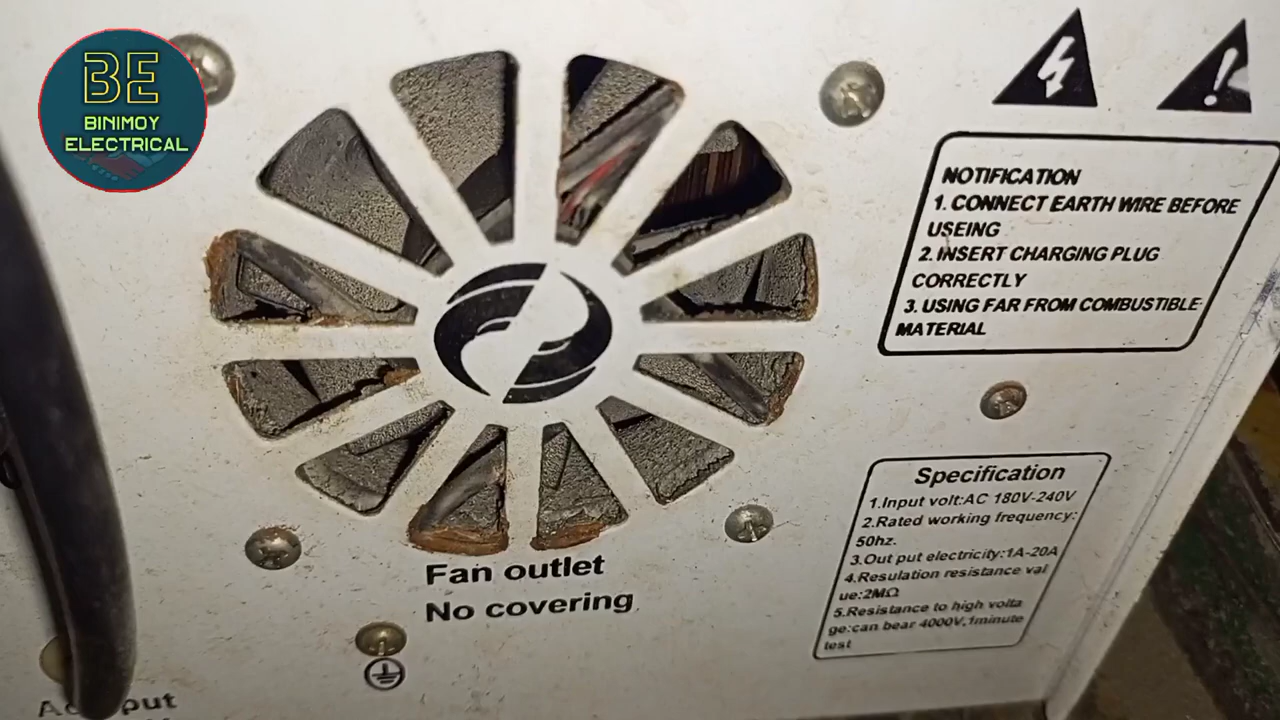 BE
BINIMOY
ELECTRICAL
NOTIFICATION
1. CONNECT EARTH WIRE BEFORE
USEING
2. INSERT CHARGING PLUG
CORRECTLY
3. USING FAR FROM COMBUSTIBLE
MATERIAL
Specification
1.Input volt:AC 180V-240V
2.Rated working frequency:
50hz.
3.Out put electricity:1A-20A
4.Resulation resistance val
ue:2MΩ
5.Resistance to high volta
ge:can bear 4000V,1minute
test
Fan outlet
No covering
put